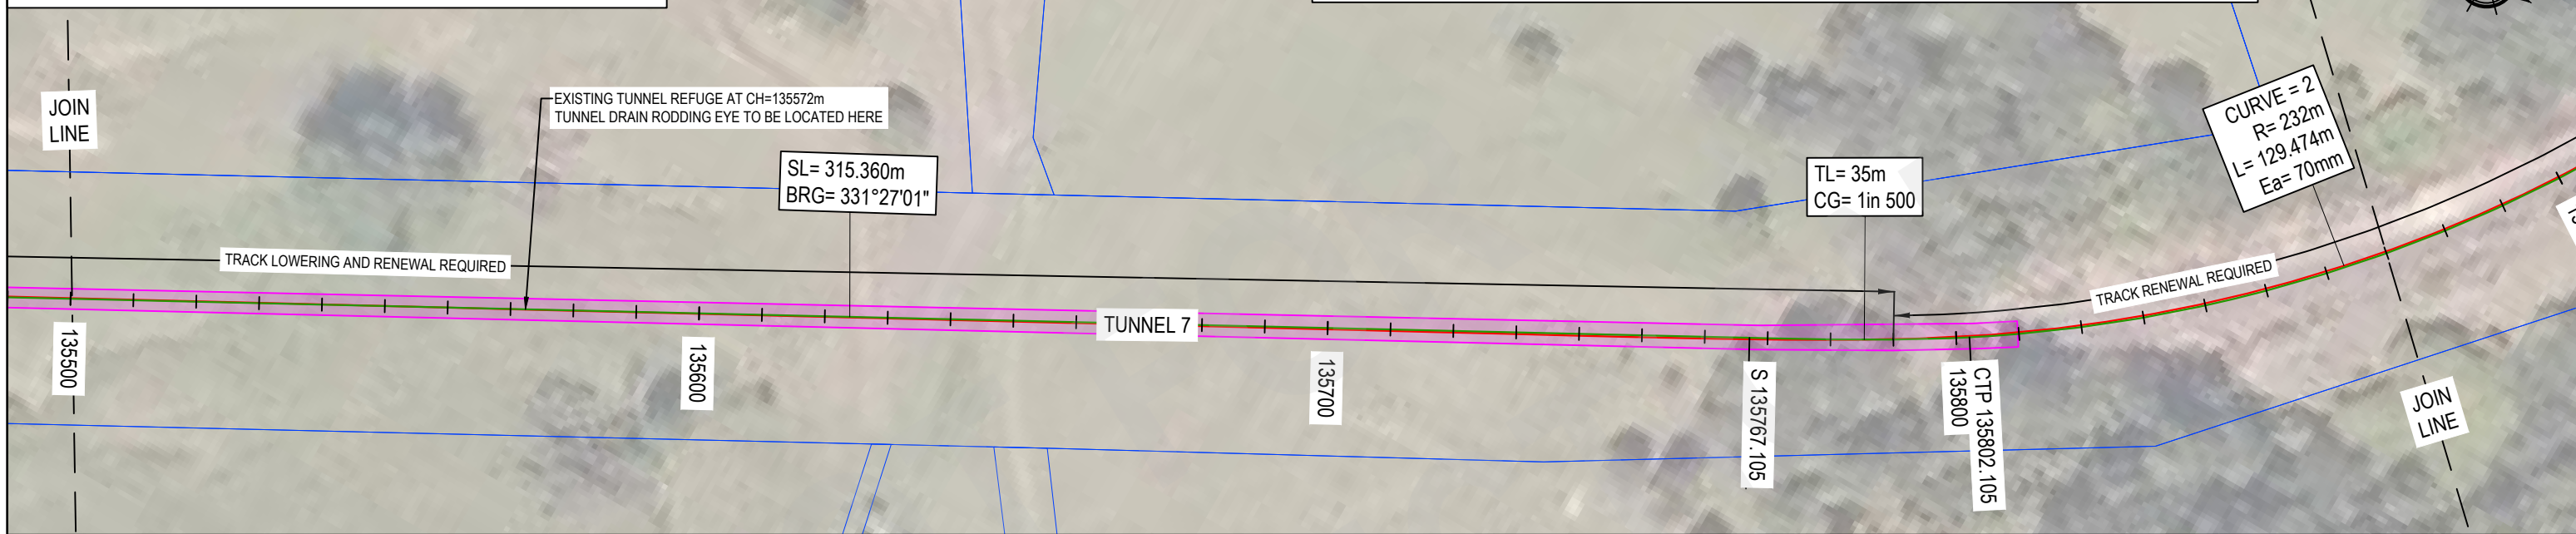 JOIN
LINE
EXISTING TUNNEL REFUGE AT CH=135572m
TUNNEL DRAIN RODDING EYE TO BE LOCATED HERE
SL= 315.360m
BRG= 331°27'01"
TL= 35m
CG= 1in 500
CURVE = 2
R= 232m
L= 129.474m
Ea= 70mm
TRACK LOWERING AND RENEWAL REQUIRED
TRACK RENEWAL REQUIRED
TUNNEL 7
135500
135600
135700
S 135767.105
135800
CTP 135802.105
JOIN
LINE